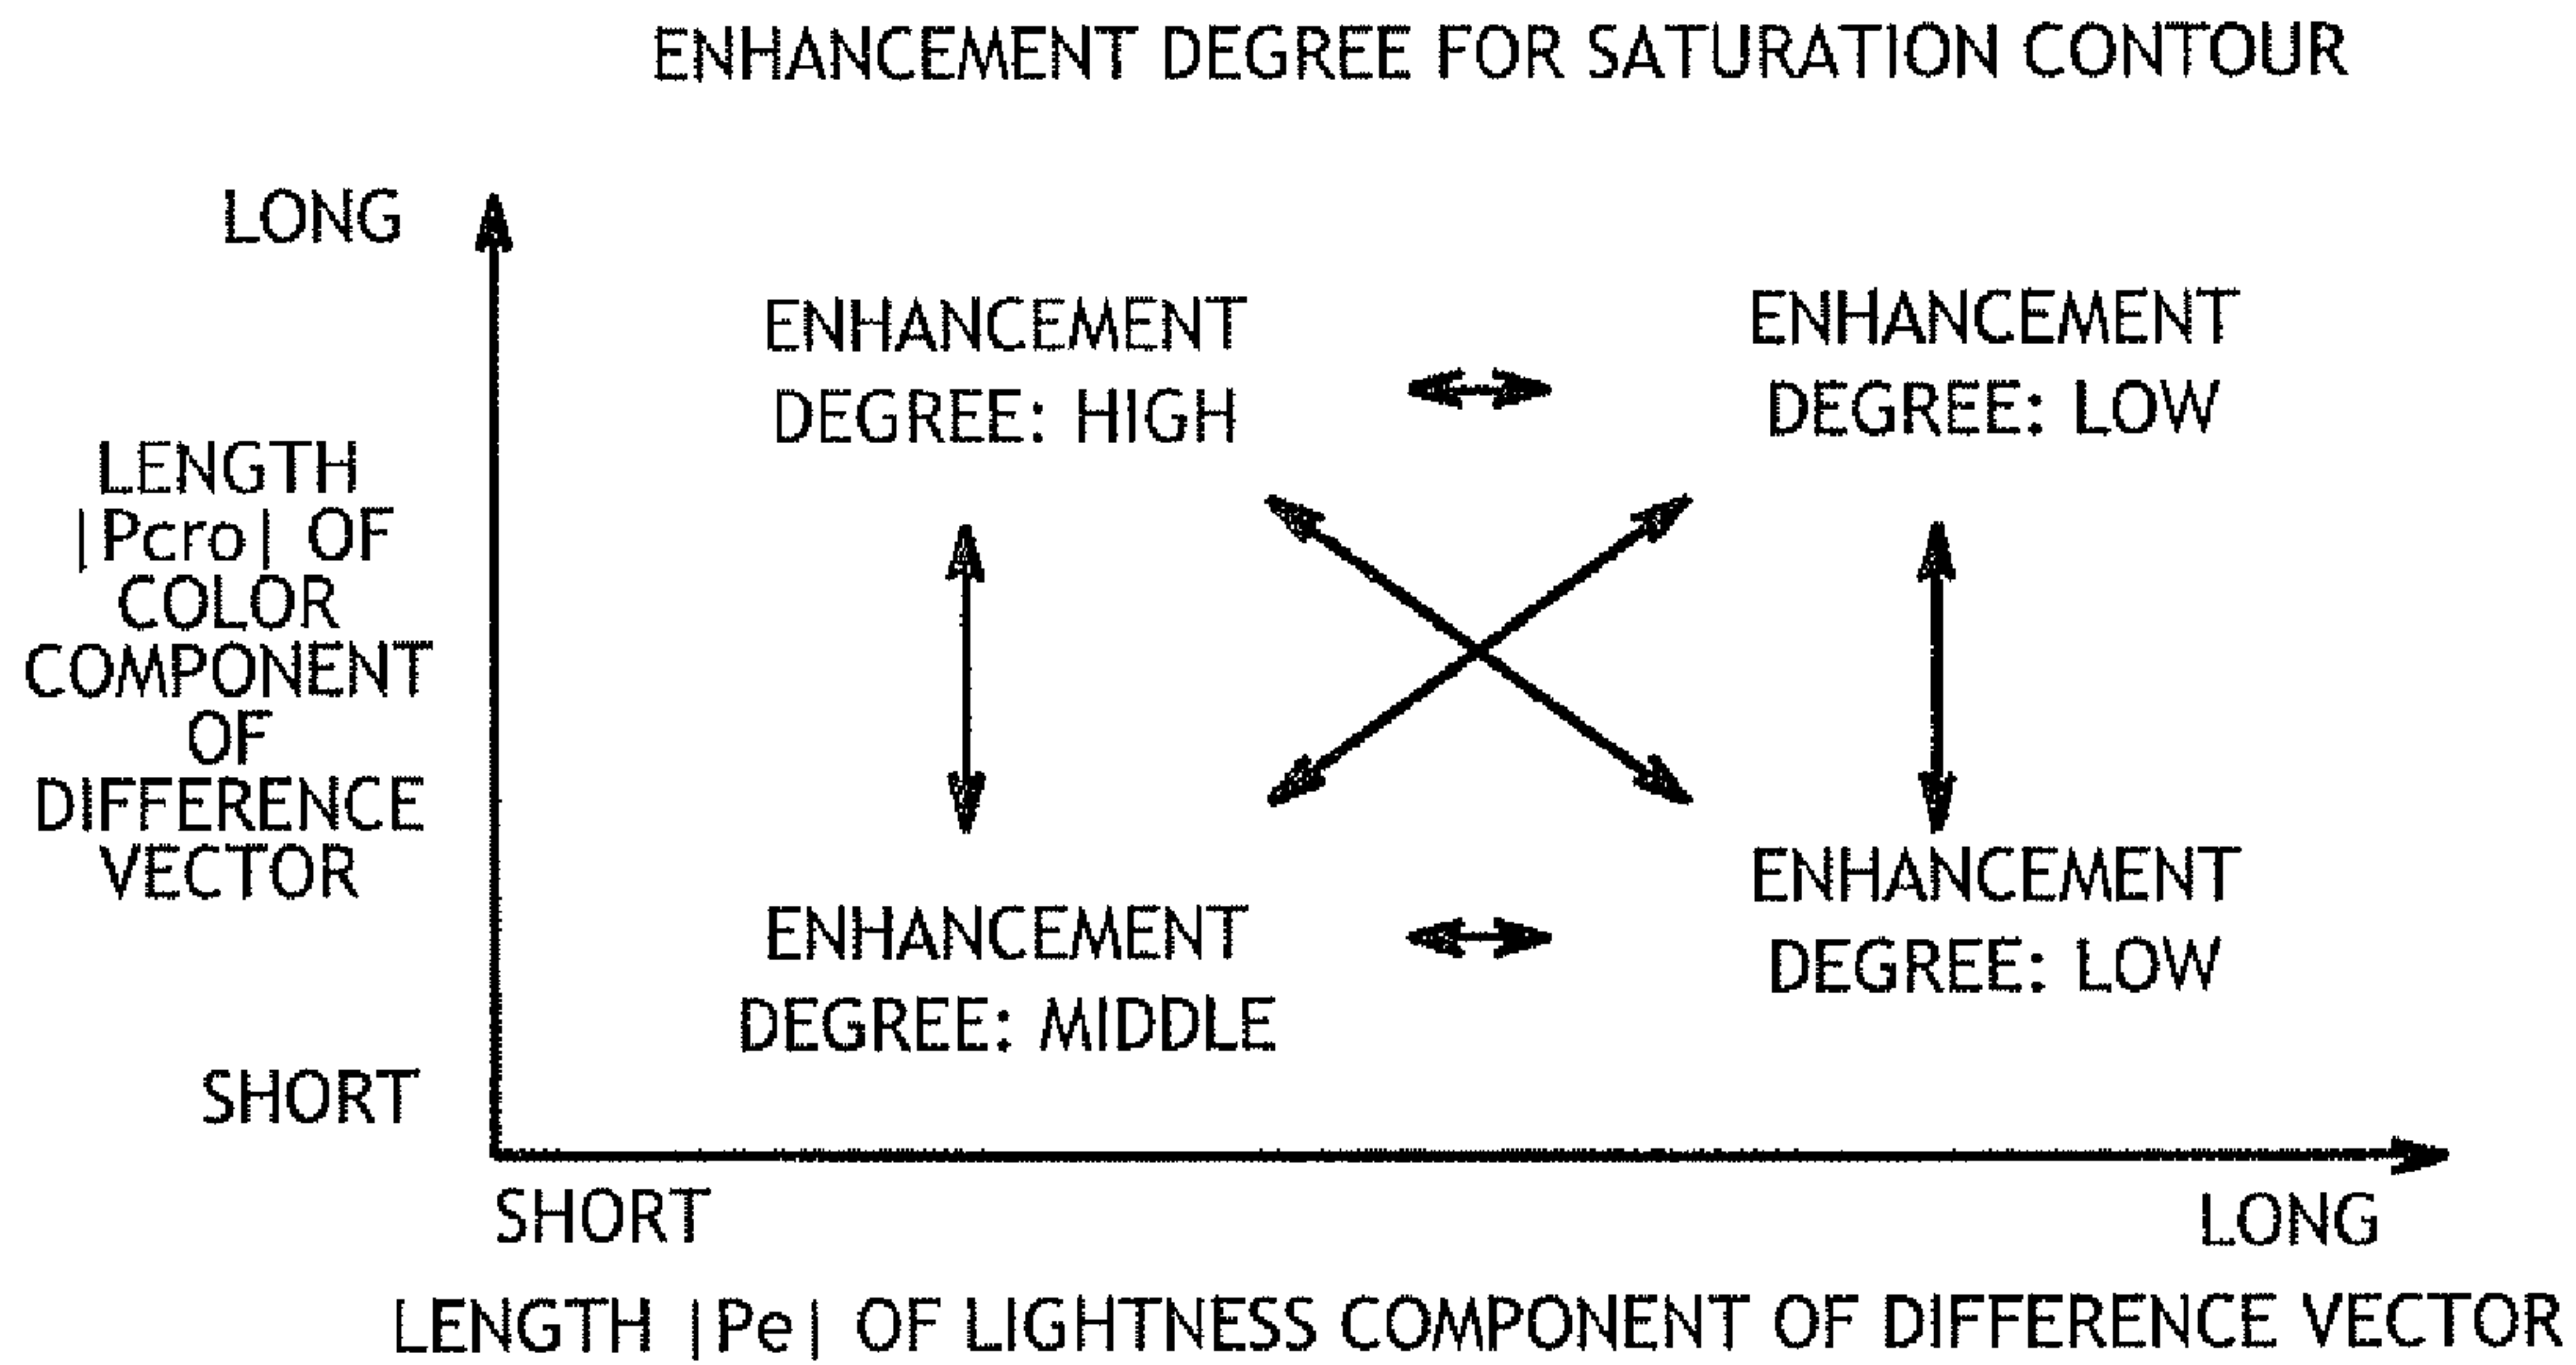 ENHANCEMENT DEGREE FOR SATURATION CONTOUR
LONG
LENGTH
|Pcro| OF
COLOR
COMPONENT
OF
DIFFERENCE
VECTOR
SHORT
ENHANCEMENT
DEGREE: HIGH
ENHANCEMENT
DEGREE: LOW
ENHANCEMENT
DEGREE: MIDDLE
ENHANCEMENT
DEGREE: LOW
SHORT
LONG
LENGTH |Pe| OF LIGHTNESS COMPONENT OF DIFFERENCE VECTOR